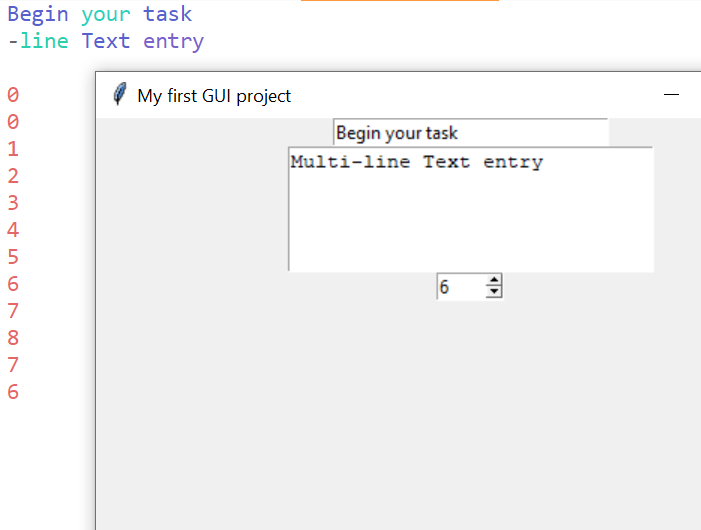 Begin your task
-line Text entry
0
0
1
2
3
4
5
6
7
8
7
6
My first GUI project
Begin your task
Multi-line Text entry
6